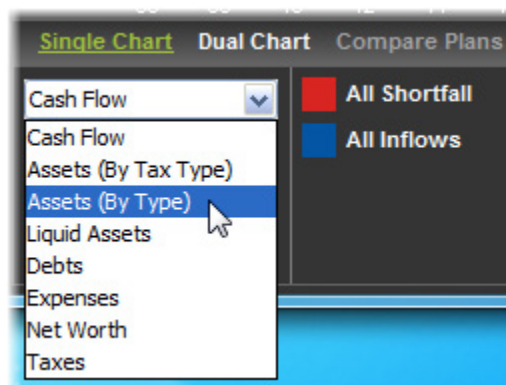 Single Chart Dual Chart Compare Plans
Cash Flow
All Shortfall
All Inflows
Cash Flow
Assets (By Tax Type)
Assets (By Type)
Liquid Assets
Debts
Expenses
Net Worth
Taxes